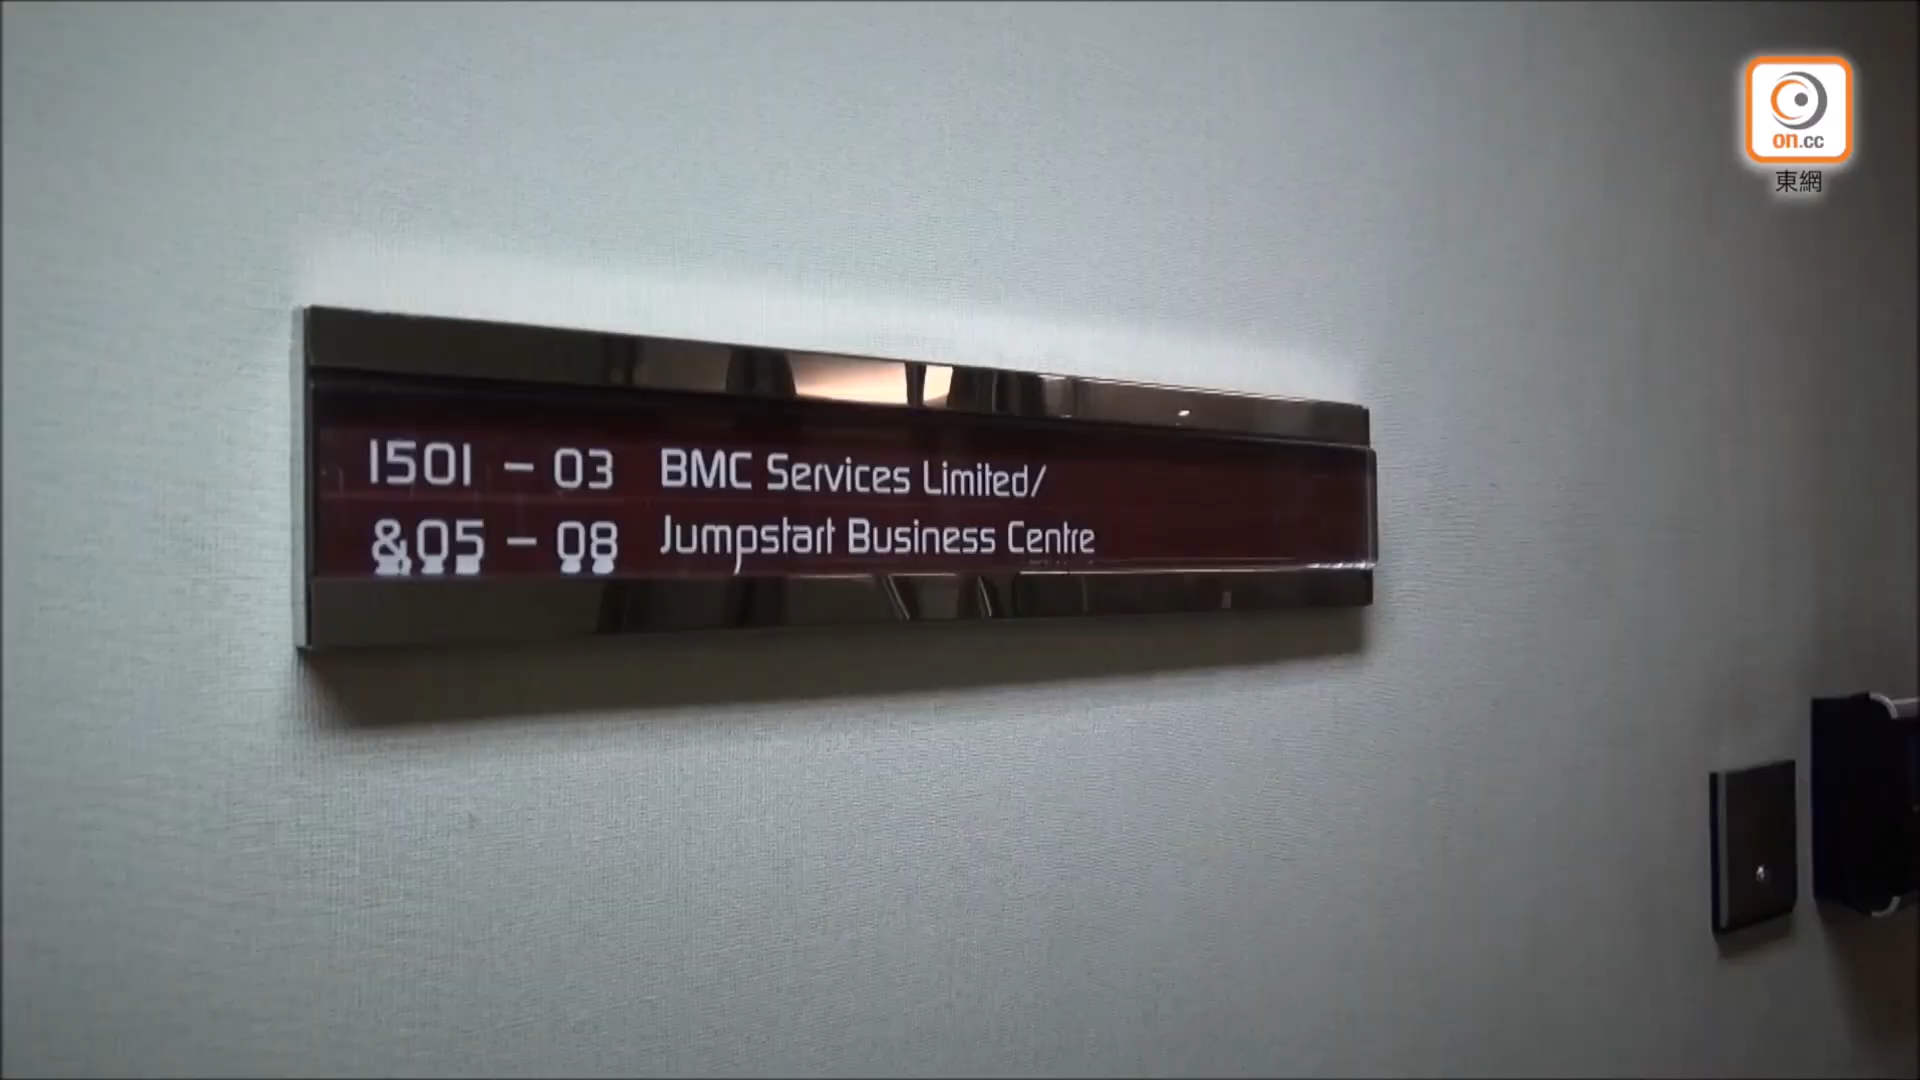 on.cc
東網
1501 – 03 BMC Services Limited/
&05 – 08 Jumpstart Business Centre